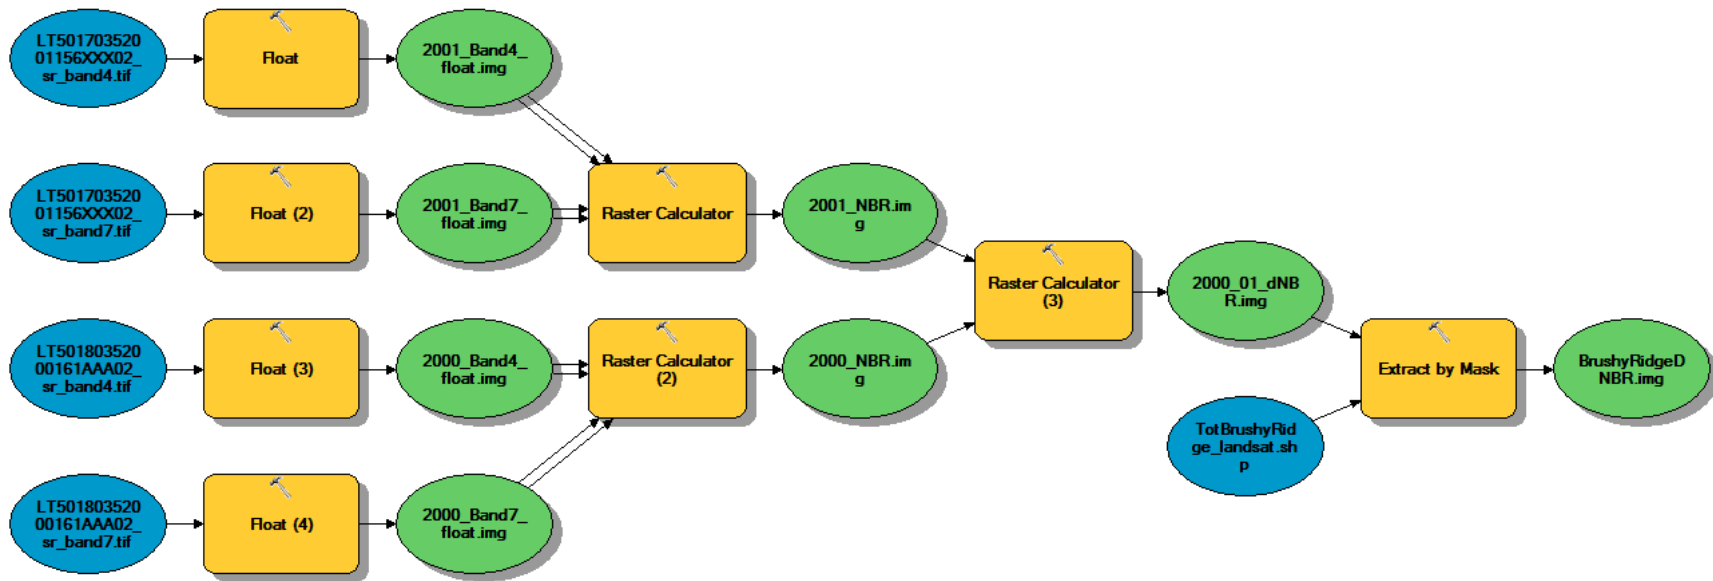 LT501703520
01156XXX02_
sr_band4.tif
Float
2001_Band4_
float.img
LT501703520
01156XXX02_
sr_band7.tif
Float (2)
2001_Band7_
float.img
Raster Calculator
2001_NBR.im
g
LT501803520
00161AAA02_
sr_band4.tif
Float (3)
2000_Band4_
float.img
Raster Calculator
(2)
2000_NBR.im
g
LT501803520
00161AAA02_
sr_band7.tif
Float (4)
2000_Band7_
float.img
Raster Calculator
(3)
2000_01_dNB
R.img
TotBrushyRid
ge_landsat.sh
p
Extract by Mask
BrushyRidgeD
NBR.img